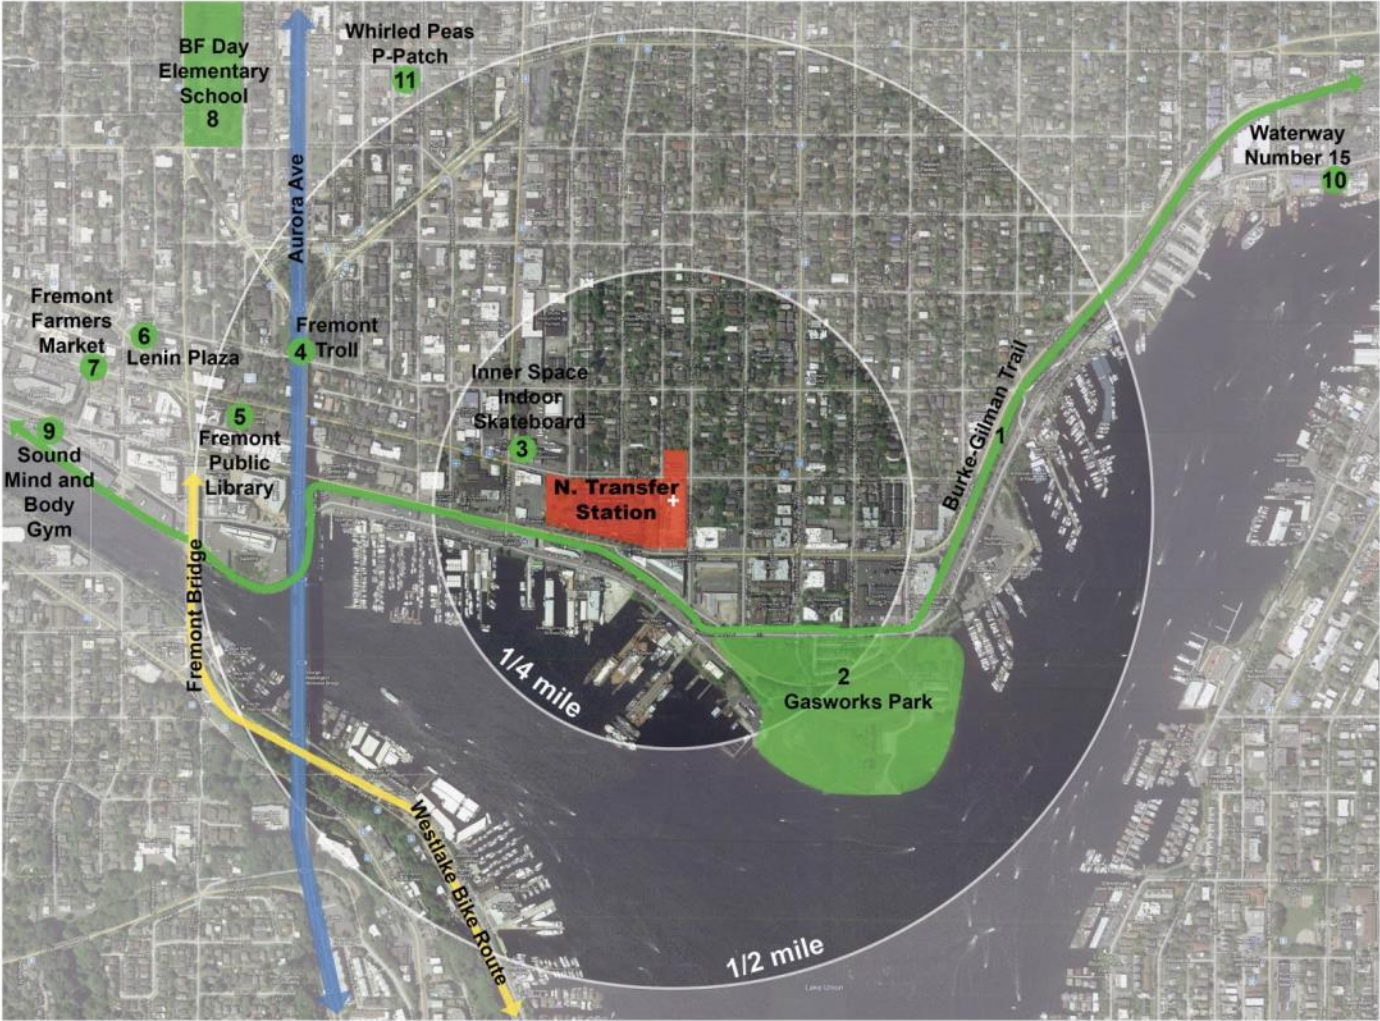 BF Day
Elementary
School
8
Whirled Peas
P-Patch
11
Aurora Ave
Waterway
Number 15
10
Fremont
Farmers
Market
7
6
Lenin Plaza
Fremont
Troll
4
5
Fremont
Public
Library
9
Sound
Mind and
Body
Gym
Inner Space
Indoor
Skateboard
3
N. Transfer
Station
Burke-Gilman Trail
1
Fremont Bridge
2
Gasworks Park
1/4 mile
Westlake Bike Route
1/2 mile
Lake Union